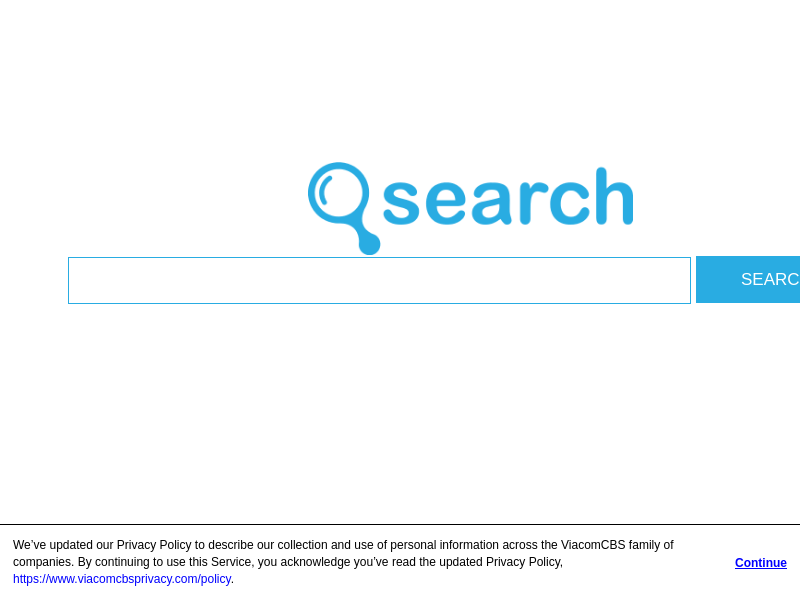 search
SEARC
We’ve updated our Privacy Policy to describe our collection and use of personal information across the ViacomCBS family of
companies. By continuing to use this Service, you acknowledge you’ve read the updated Privacy Policy,
https://www.viacomcbsprivacy.com/policy.
Continue